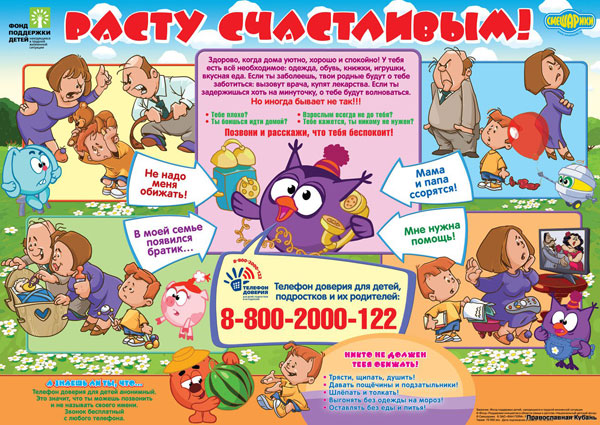 ФОНД
ПОДДЕРЖКИ
ДЕТЕЙ
РАСТУ СЧАСТЛИВЫМ!
СМЕШАРИКИ
Здорово, когда дома уютно, хорошо и спокойно! У тебя
есть всё необходимое: одежда, обувь, книжки, игрушки,
вкусная еда. Если ты заболеешь, твои родные будут о тебе
заботиться: вызовут врача, купят лекарства. Если ты
задержишься хоть на минуточку, о тебе будут волноваться.
Но иногда бывает не так!!!
• Тебе плохо?
• Ты боишься идти домой?
• Взрослым всегда не до тебя?
• Тебе кажется, ты никому не нужен?
Позвони и расскажи, что тебя беспокоит!
Не надо
меня
обижать!
Мама
и папа
ссорятся!
В моей семье
появился
братик...
Мне нужна
помощь!
8-800-2000-122
ТЕЛЕФОН
ДОВЕРИЯ
Телефон доверия для детей,
подростков и их родителей:
8-800-2000-122
А ЗНАЕШЬ ЛИ ТЫ, ЧТО...
Телефон доверия для детей анонимный.
Это значит, что ты можешь позвонить
и не называть своего имени.
Звонок бесплатный
с любого телефона.
НИКТО НЕ ДОЛЖЕН
ТЕБЯ ОБИЖАТЬ!
• Трясти, щипать, душить!
• Давать пощёчины и подзатыльники!
• Шлёпать и толкать!
• Выгонять без одежды на мороз!
• Оставлять без еды и питья!
Православная Кубань